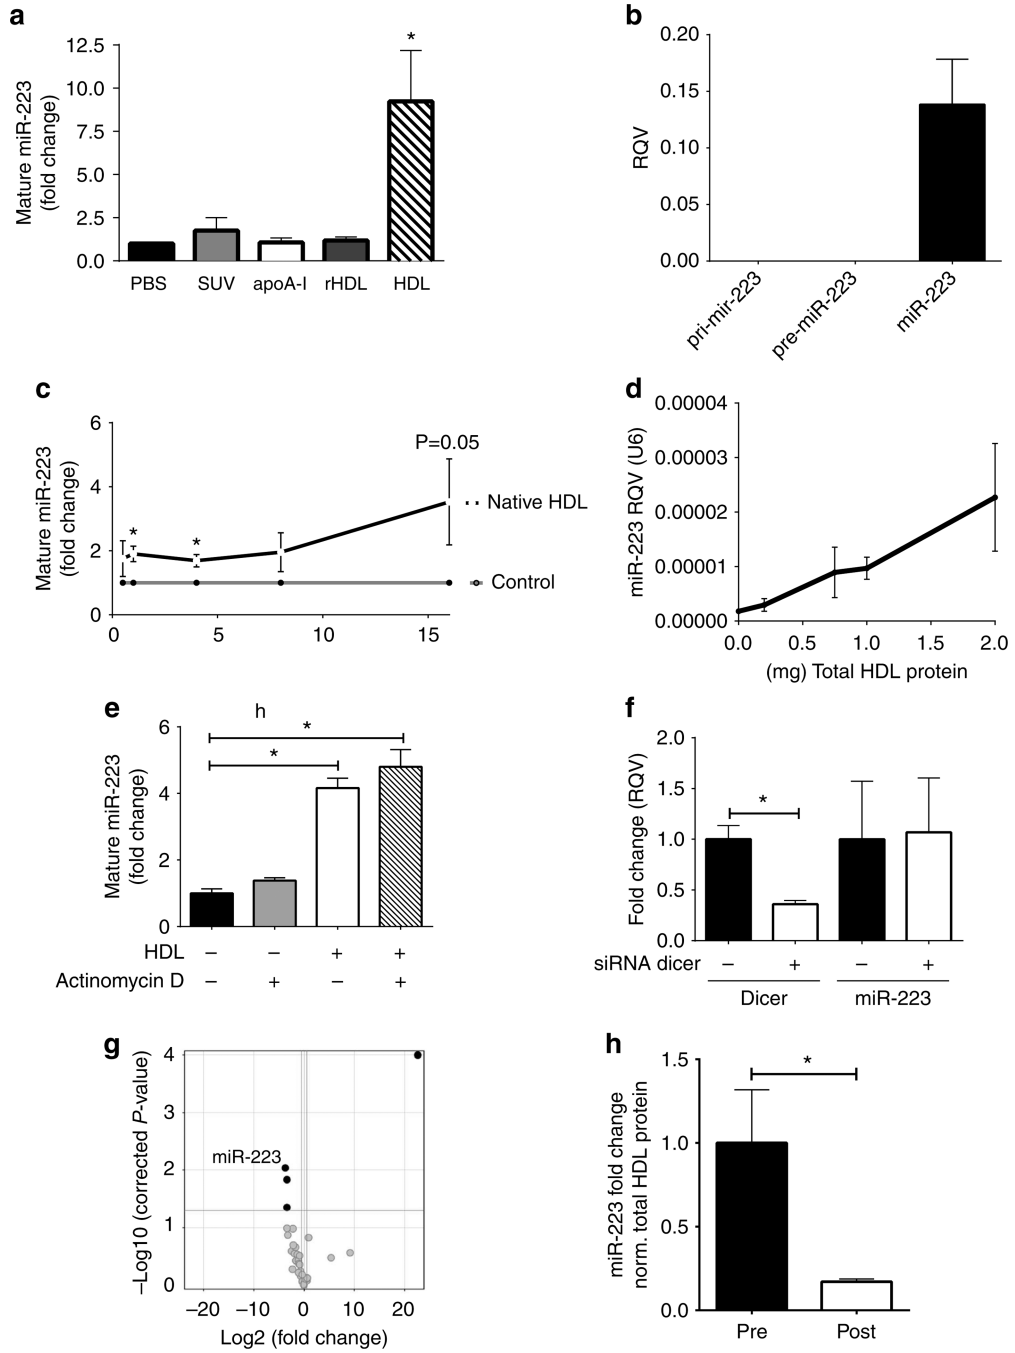 a
Mature miR-223
(fold change)
12.5
10.0
7.5
5.0
2.5
0.0
*
PBS SUV apoA-I rHDL HDL
b
RQV
0.20
0.15
0.10
0.05
0.00
pri-mir-223
pre-miR-223
miR-223
c
Mature miR-223
(fold change)
6
4
2
0
* *
P=0.05
Native HDL
Control
0 5 10 15
h
d
miR-223 RQV (U6)
0.00004
0.00003
0.00002
0.00001
0.00000
0.0 0.5 1.0 1.5 2.0
(mg) Total HDL protein
e
Mature miR-223
(fold change)
6
4
2
0
*
*
HDL − − + +
Actinomycin D − + − +
f
Fold change (RQV)
2.0
1.5
1.0
0.5
0.0
*
siRNA dicer − + − +
Dicer miR-223
g
−Log10 (corrected P-value)
4
3
2
1
0
miR-223
−20 −10 0 10 20
Log2 (fold change)
h
miR-223 fold change
norm. total HDL protein
1.5
1.0
0.5
0.0
*
Pre Post